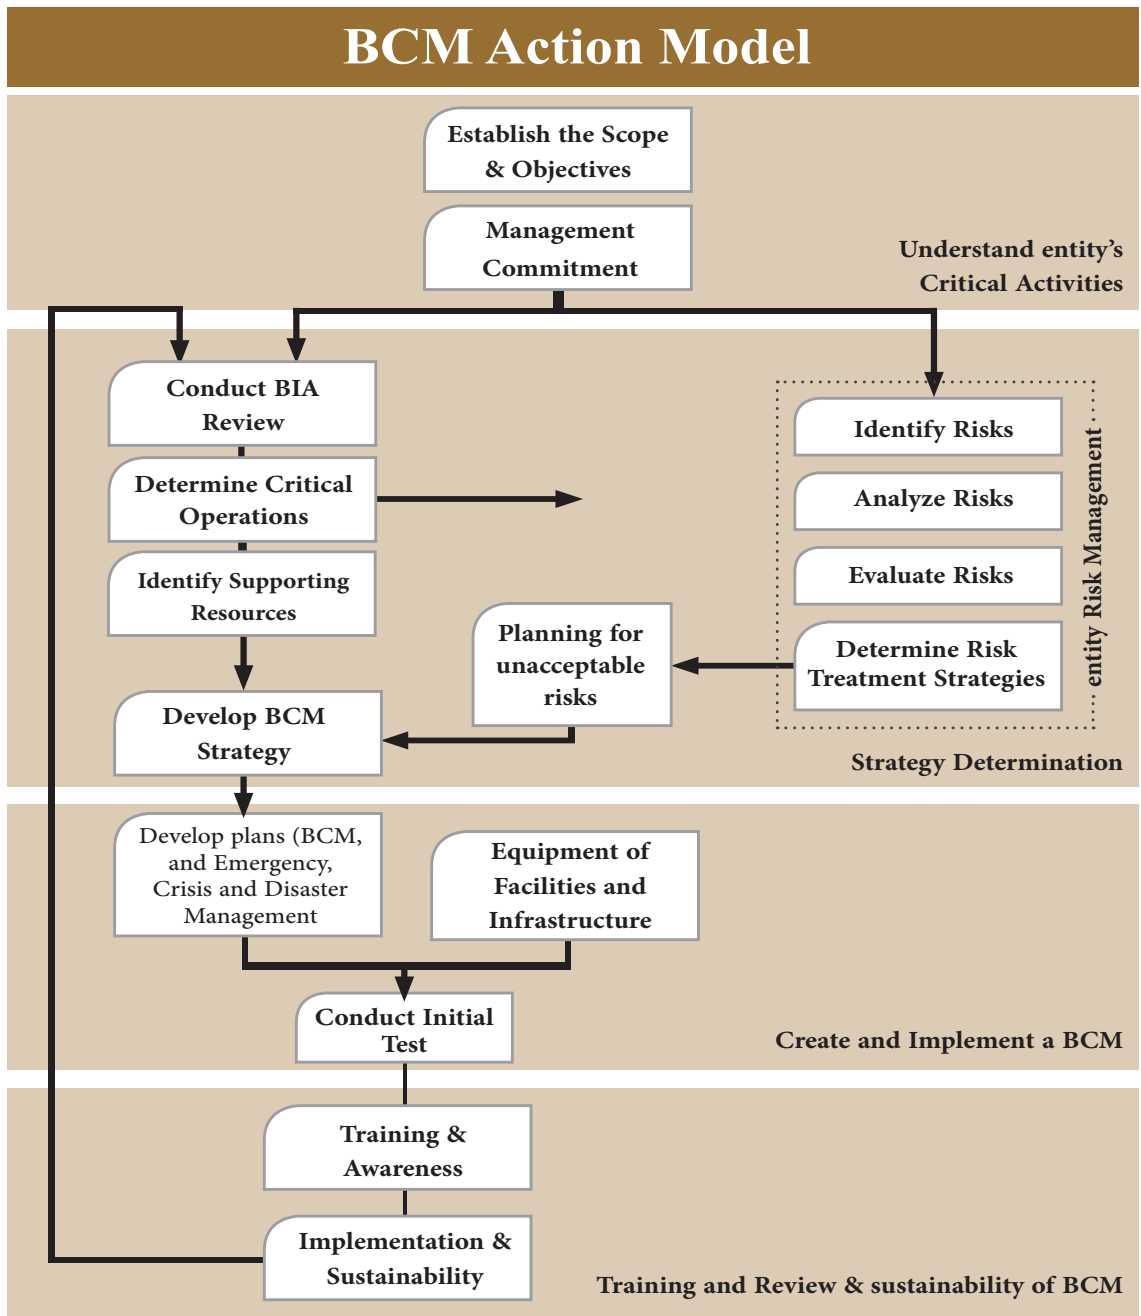 BCM Action Model
Establish the Scope
& Objectives
Management
Commitment
Understand entity's
Critical Activities
Conduct BIA
Review
Determine Critical
Operations
Identify Supporting
Resources
Develop BCM
Strategy
Planning for
unacceptable
risks
Identify Risks
Analyze Risks
Evaluate Risks
Determine Risk
Treatment Strategies
entity Risk Management
Strategy Determination
Develop plans (BCM,
and Emergency,
Crisis and Disaster
Management
Equipment of
Facilities and
Infrastructure
Conduct Initial
Test
Create and Implement a BCM
Training &
Awareness
Implementation &
Sustainability
Training and Review & sustainability of BCM